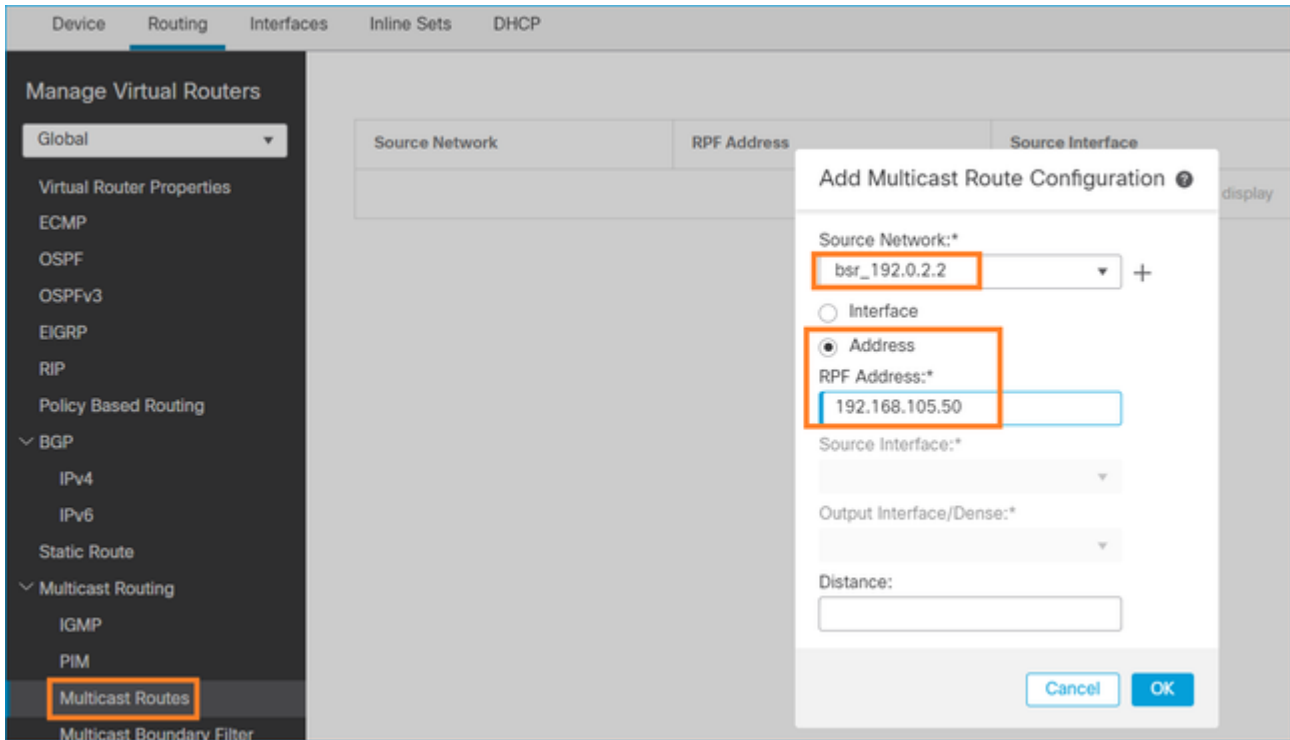 Device Routing Interfaces Inline Sets DHCP
Manage Virtual Routers
Global
Virtual Router Properties
ECMP
OSPF
OSPFv3
EIGRP
RIP
Policy Based Routing
BGP
IPv4
IPv6
Static Route
Multicast Routing
IGMP
PIM
Multicast Routes
Multicast Boundary Filter
Source Network RPF Address Source Interface
display
Add Multicast Route Configuration
Source Network:*
bsr_192.0.2.2
Interface
Address
RPF Address:*
192.168.105.50
Source Interface:*
Output Interface/Dense:*
Distance:
Cancel OK